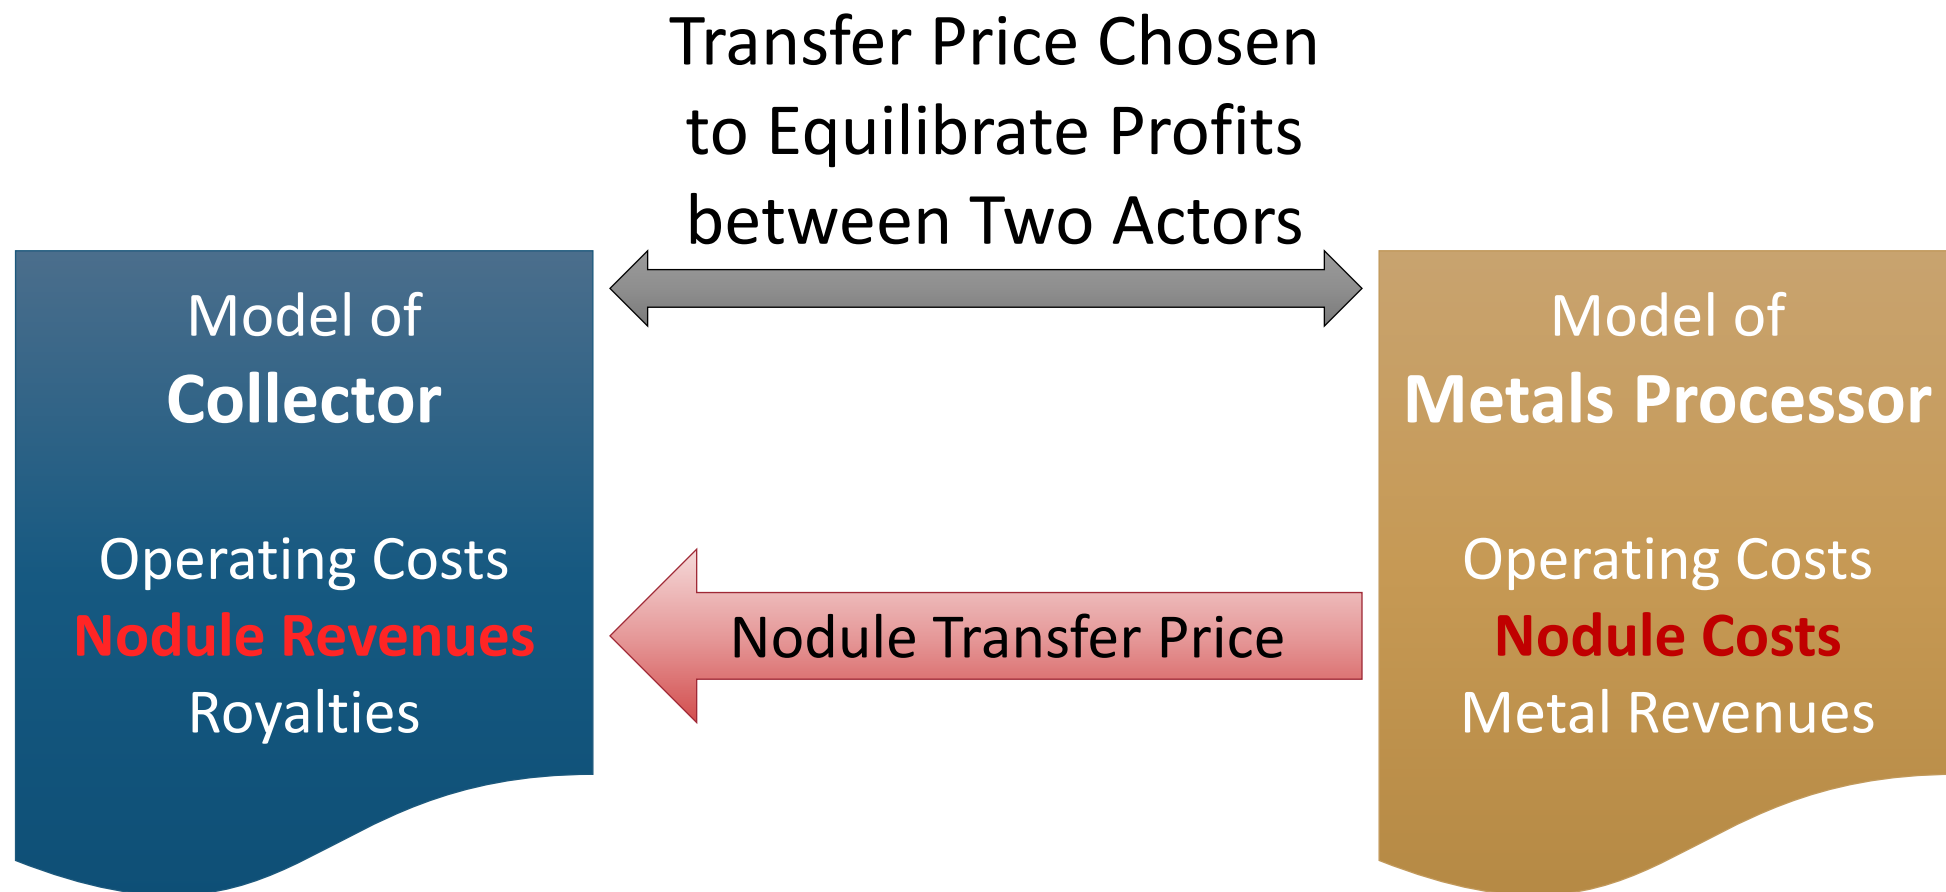 Transfer Price Chosen
to Equilibrate Profits
between Two Actors
Model of
Collector
Operating Costs
Nodule Revenues
Royalties
Nodule Transfer Price
Model of
Metals Processor
Operating Costs
Nodule Costs
Metal Revenues